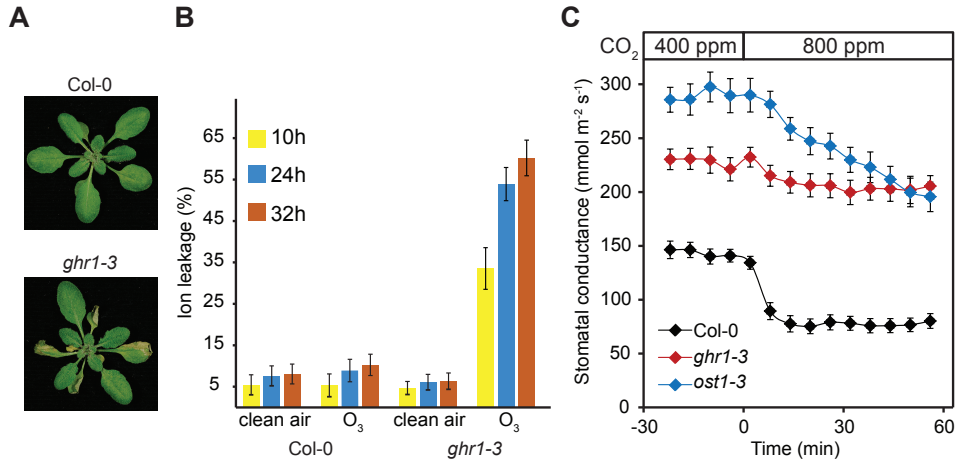 A
Col-0
ghr1-3
B
Ion leakage (%)
65
55
45
35
25
15
5
10h
24h
32h
clean air
O₃
clean air
O₃
Col-0
ghr1-3
C
CO₂
400 ppm
800 ppm
Stomatal conductance (mmol m⁻² s⁻¹)
300
250
200
150
100
50
0
Col-0
ghr1-3
ost1-3
-30
0
30
60
Time (min)